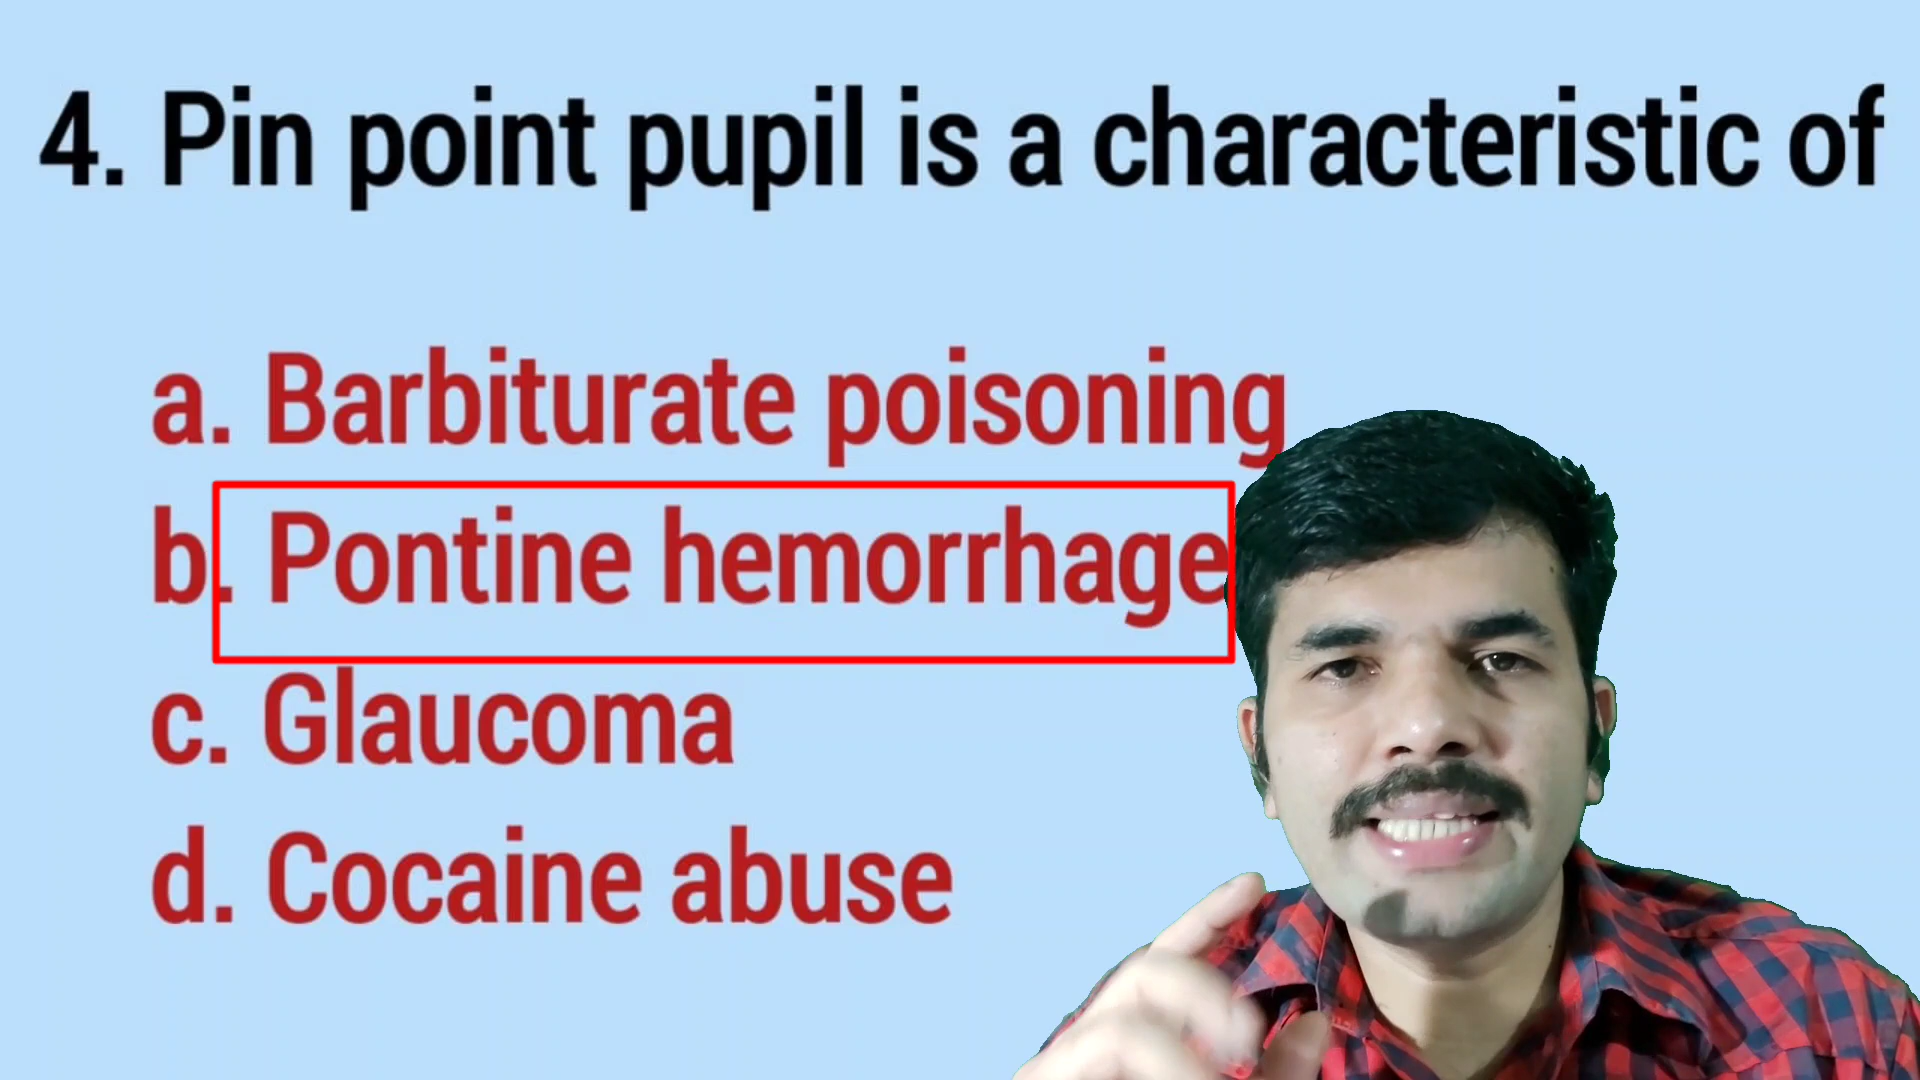 4. Pin point pupil is a characteristic of
a. Barbiturate poisoning
b. Pontine hemorrhage
c. Glaucoma
d. Cocaine abuse